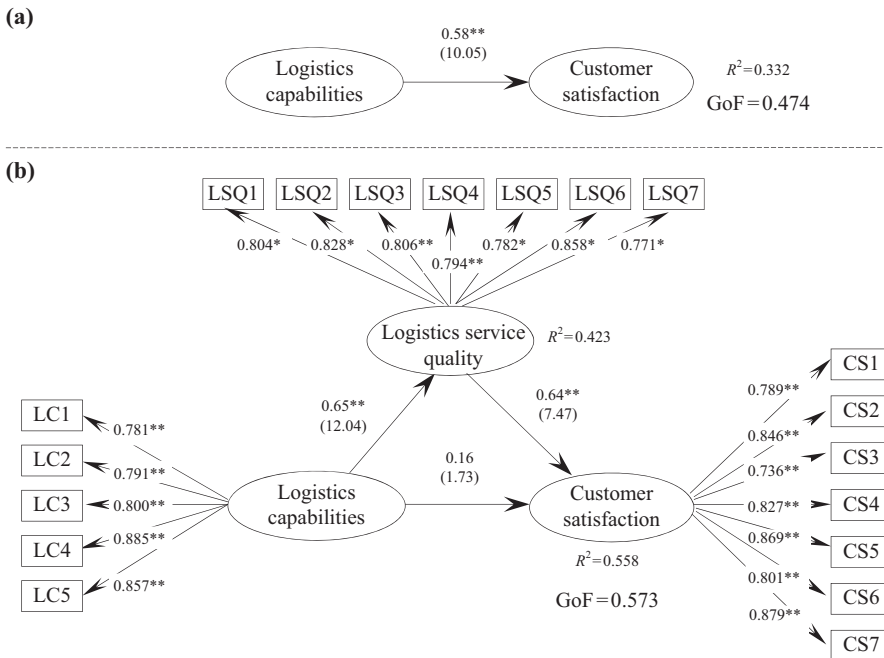 (a)
0.58**
(10.05)
Logistics
capabilities
Customer
satisfaction
R²=0.332
GoF=0.474
(b)
LSQ1
LSQ2
LSQ3
LSQ4
LSQ5
LSQ6
LSQ7
0.804*
0.828*
0.806**
0.794**
0.782*
0.858*
0.771*
Logistics service
quality
R²=0.423
0.65**
(12.04)
0.64**
(7.47)
0.16
(1.73)
LC1
LC2
LC3
LC4
LC5
0.781**
0.791**
0.800**
0.885**
0.857**
Logistics
capabilities
Customer
satisfaction
R²=0.558
GoF=0.573
0.789**
0.846**
0.736**
0.827**
0.869**
0.801**
0.879**
CS1
CS2
CS3
CS4
CS5
CS6
CS7